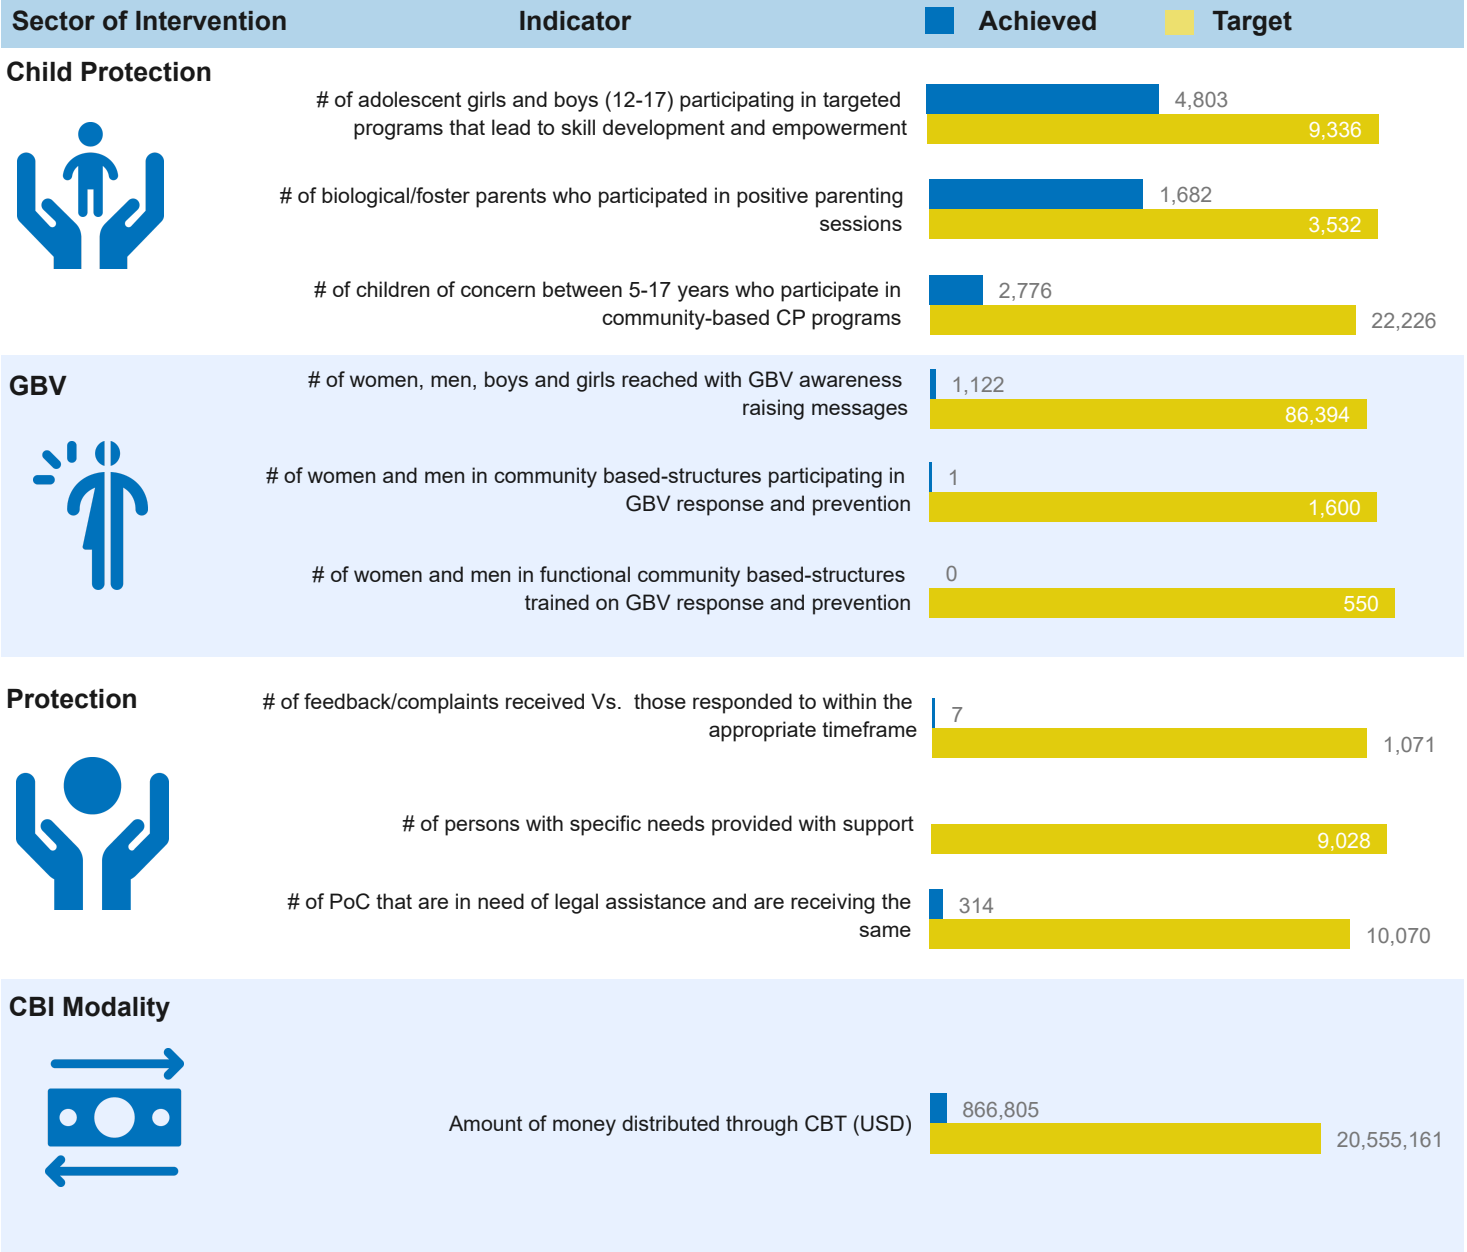 Sector of Intervention Indicator Achieved Target
Child Protection
# of adolescent girls and boys (12-17) participating in targeted
programs that lead to skill development and empowerment
4,803
9,336
# of biological/foster parents who participated in positive parenting
sessions
1,682
3,532
# of children of concern between 5-17 years who participate in
community-based CP programs
2,776
22,226
GBV
# of women, men, boys and girls reached with GBV awareness
raising messages
1,122
86,394
# of women and men in community based-structures participating in
GBV response and prevention
1
1,600
# of women and men in functional community based-structures
trained on GBV response and prevention
0
550
Protection
# of feedback/complaints received Vs.  those responded to within the
appropriate timeframe
7
1,071
# of persons with specific needs provided with support
9,028
# of PoC that are in need of legal assistance and are receiving the
same
314
10,070
CBI Modality
Amount of money distributed through CBT (USD)
866,805
20,555,161